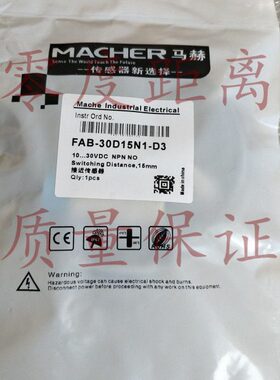 MACHER 马赫
Sense The World Touch The Future
传感器新选择
零度距离
Mache Industrial Electrical
Instr Ord No.
FAB-30D15N1-D3
10...30VDC NPN NO
Switching Distance,15mm
接近传感器
Qty:1pcs
Made in china
质量保证
Warning:
Hazardous voltage can cause electrical shock and burns.
Disconnect power before proceeding with any work on this equipment.